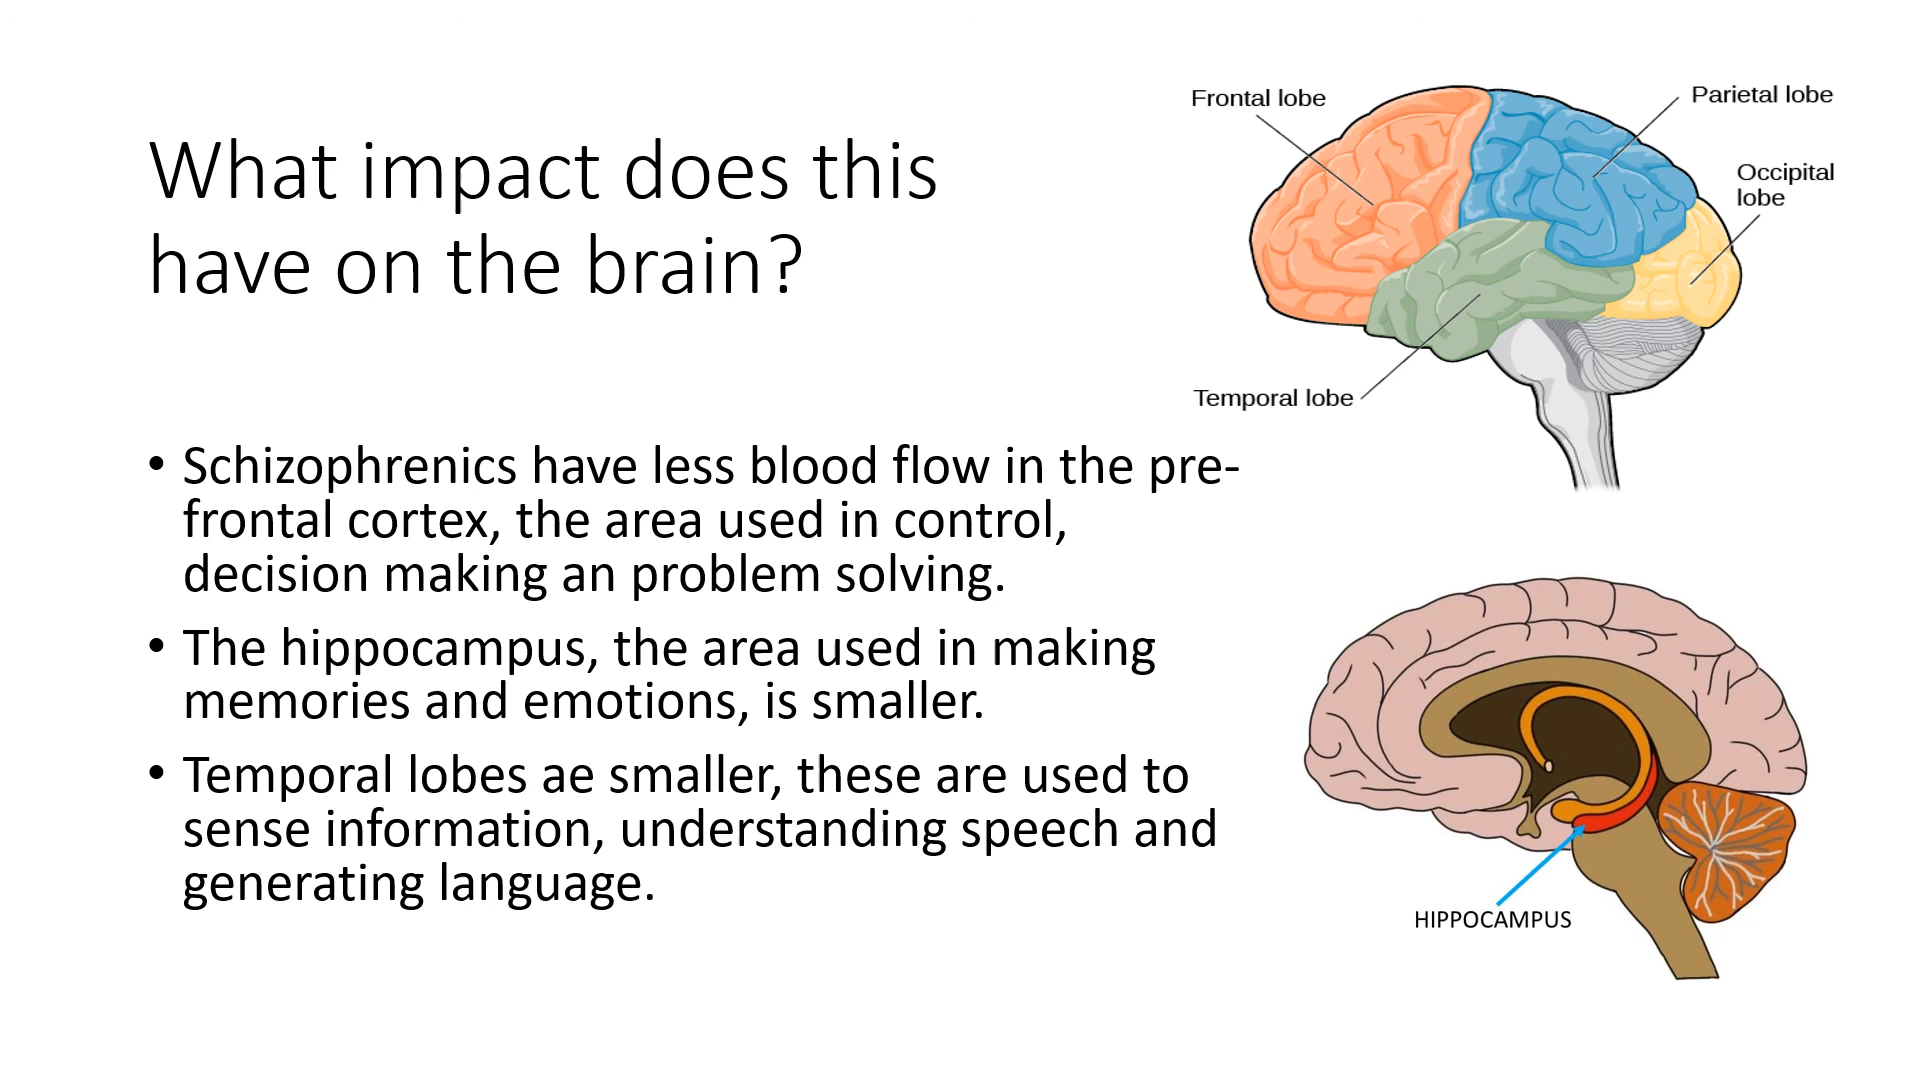 What impact does this
have on the brain?
• Schizophrenics have less blood flow in the pre-
frontal cortex, the area used in control,
decision making an problem solving.
• The hippocampus, the area used in making
memories and emotions, is smaller.
• Temporal lobes ae smaller, these are used to
sense information, understanding speech and
generating language.
Frontal lobe
Parietal lobe
Occipital
lobe
Temporal lobe
HIPPOCAMPUS